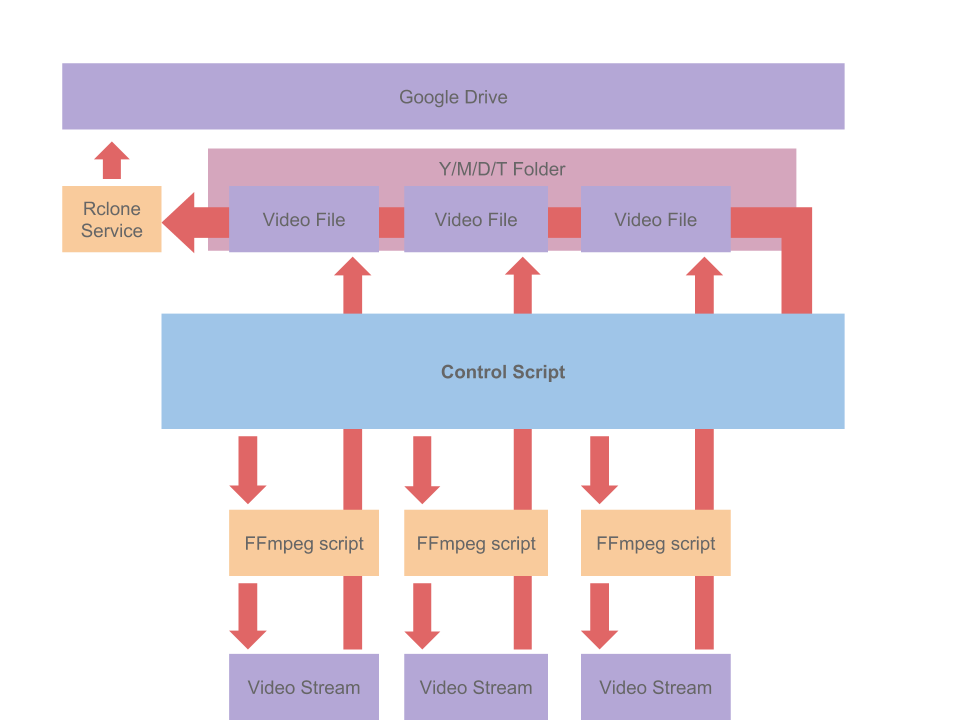 Google Drive
Y/M/D/T Folder
Rclone
Service
Video File
Video File
Video File
Control Script
FFmpeg script
FFmpeg script
FFmpeg script
Video Stream
Video Stream
Video Stream